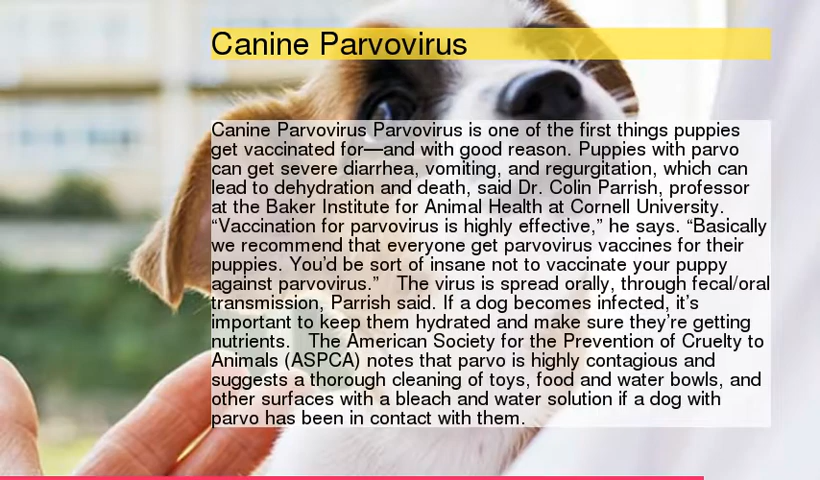 Canine Parvovirus
Canine Parvovirus Parvovirus is one of the first things puppies
get vaccinated for—and with good reason. Puppies with parvo
can get severe diarrhea, vomiting, and regurgitation, which can
lead to dehydration and death, said Dr. Colin Parrish, professor
at the Baker Institute for Animal Health at Cornell University.
“Vaccination for parvovirus is highly effective,” he says. “Basically
we recommend that everyone get parvovirus vaccines for their
puppies. You’d be sort of insane not to vaccinate your puppy
against parvovirus.”   The virus is spread orally, through fecal/oral
transmission, Parrish said. If a dog becomes infected, it’s
important to keep them hydrated and make sure they’re getting
nutrients.   The American Society for the Prevention of Cruelty to
Animals (ASPCA) notes that parvo is highly contagious and
suggests a thorough cleaning of toys, food and water bowls, and
other surfaces with a bleach and water solution if a dog with
parvo has been in contact with them.